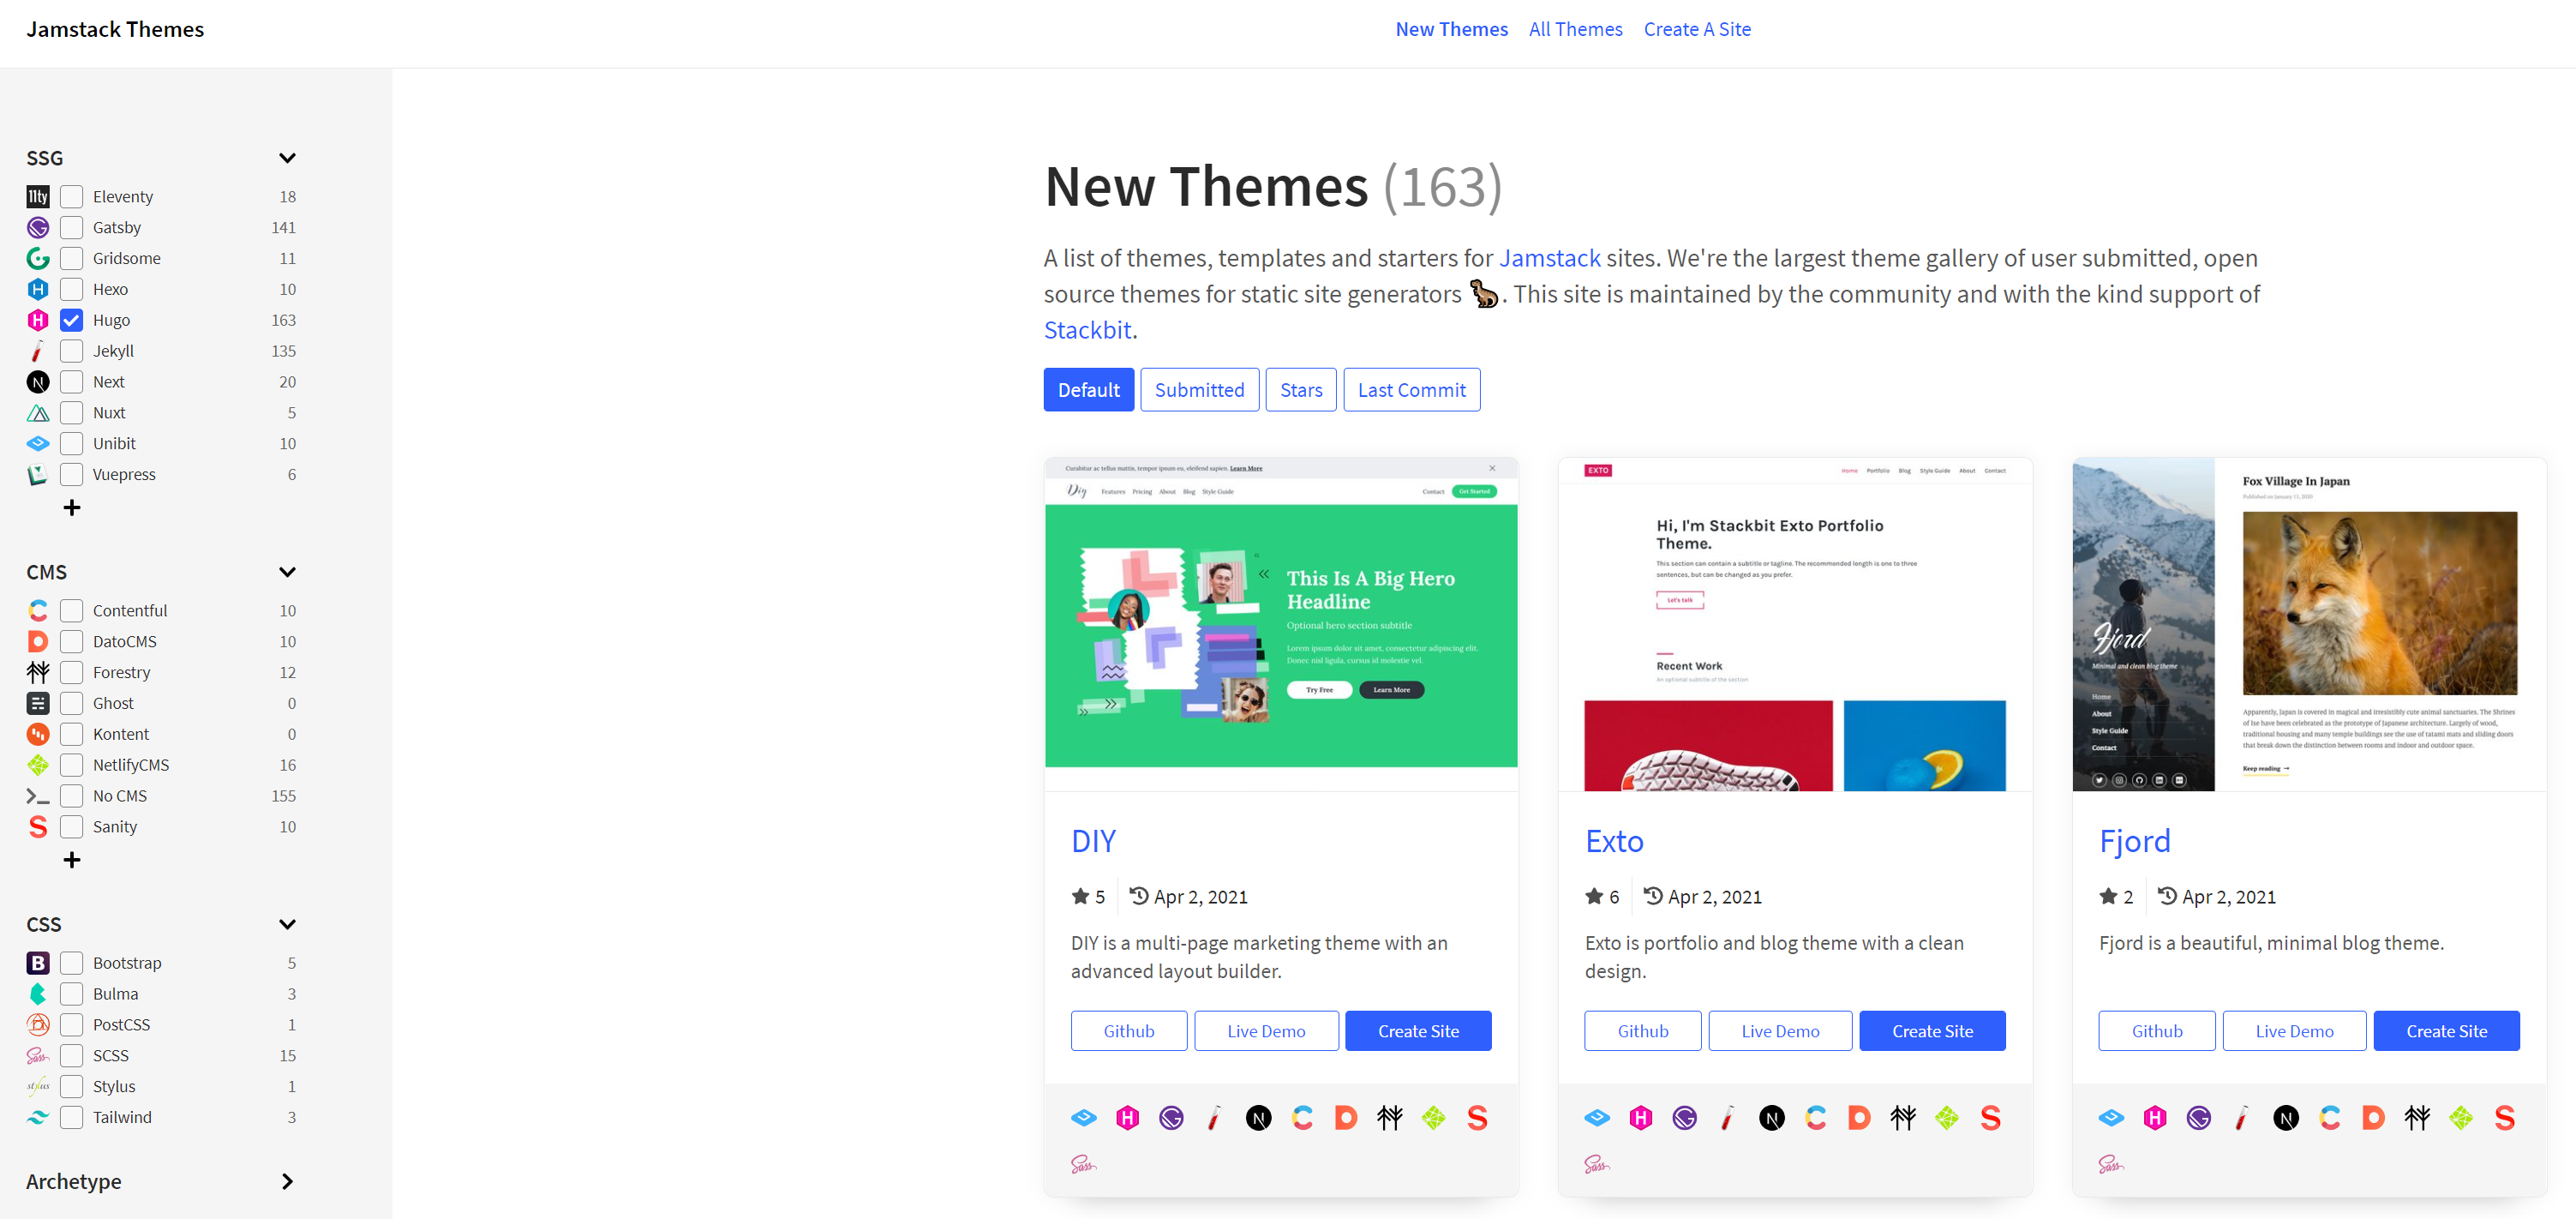 Jamstack Themes
New Themes All Themes Create A Site
SSG
Eleventy 18
Gatsby 141
Gridsome 11
Hexo 10
Hugo 163
Jekyll 135
Next 20
Nuxt 5
Unibit 10
Vuepress 6
CMS
Contentful 10
DatoCMS 10
Forestry 12
Ghost 0
Kontent 0
NetlifyCMS 16
No CMS 155
Sanity 10
CSS
Bootstrap 5
Bulma 3
PostCSS 1
SCSS 15
Stylus 1
Tailwind 3
Archetype
New Themes (163)
A list of themes, templates and starters for Jamstack sites. We're the largest theme gallery of user submitted, open
source themes for static site generators . This site is maintained by the community and with the kind support of
Stackbit.
Default Submitted Stars Last Commit
Curabitur ac tellus mattis, tempor ipsum eu, eleifend sapien. Learn More
Diy Features Pricing About Blog Style Guide Contact Get Started
This Is A Big Hero
Headline
Optional hero section subtitle
Lorem ipsum dolor sit amet, consectetur adipiscing elit.
Donec nisl ligula, cursus id molestie vel.
Try Free Learn More
DIY
5 Apr 2, 2021
DIY is a multi-page marketing theme with an
advanced layout builder.
Github Live Demo Create Site
EXTO Home Portfolio Blog Style Guide About Contact
Hi, I'm Stackbit Exto Portfolio
Theme.
This section can contain a subtitle or tagline. The recommended length is one to three
sentences, but can be changed as you prefer.
Let's talk
Recent Work
An optional subtitle of the section
Exto
6 Apr 2, 2021
Exto is portfolio and blog theme with a clean
design.
Github Live Demo Create Site
Fjord
Minimal and clean blog theme
Home
About
Style Guide
Contact
Fox Village In Japan
Published on January 11, 2020
Apparently, Japan is covered in magical and irresistibly cute animal sanctuaries. The Shrines
of Ise have been celebrated as the prototype of Japanese architecture. Largely of wood,
traditional housing and many temple buildings see the use of tatami mats and sliding doors
that break down the distinction between rooms and indoor and outdoor space.
Keep reading →
Fjord
2 Apr 2, 2021
Fjord is a beautiful, minimal blog theme.
Github Live Demo Create Site